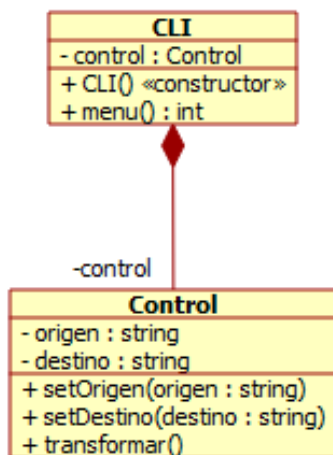 CLI
- control : Control
+ CLI() «constructor»
+ menu() : int
-control
Control
- origen : string
- destino : string
+ setOrigen(origen : string)
+ setDestino(destino : string)
+ transformar()